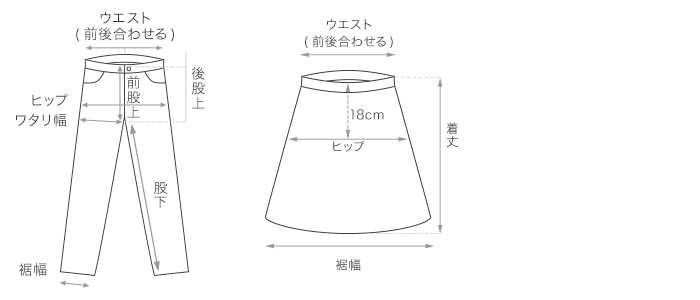 ウエスト
( 前後合わせる )
後股上
前股上
ヒップ
ワタリ幅
股下
裾幅
ウエスト
( 前後合わせる )
18cm
ヒップ
着丈
裾幅